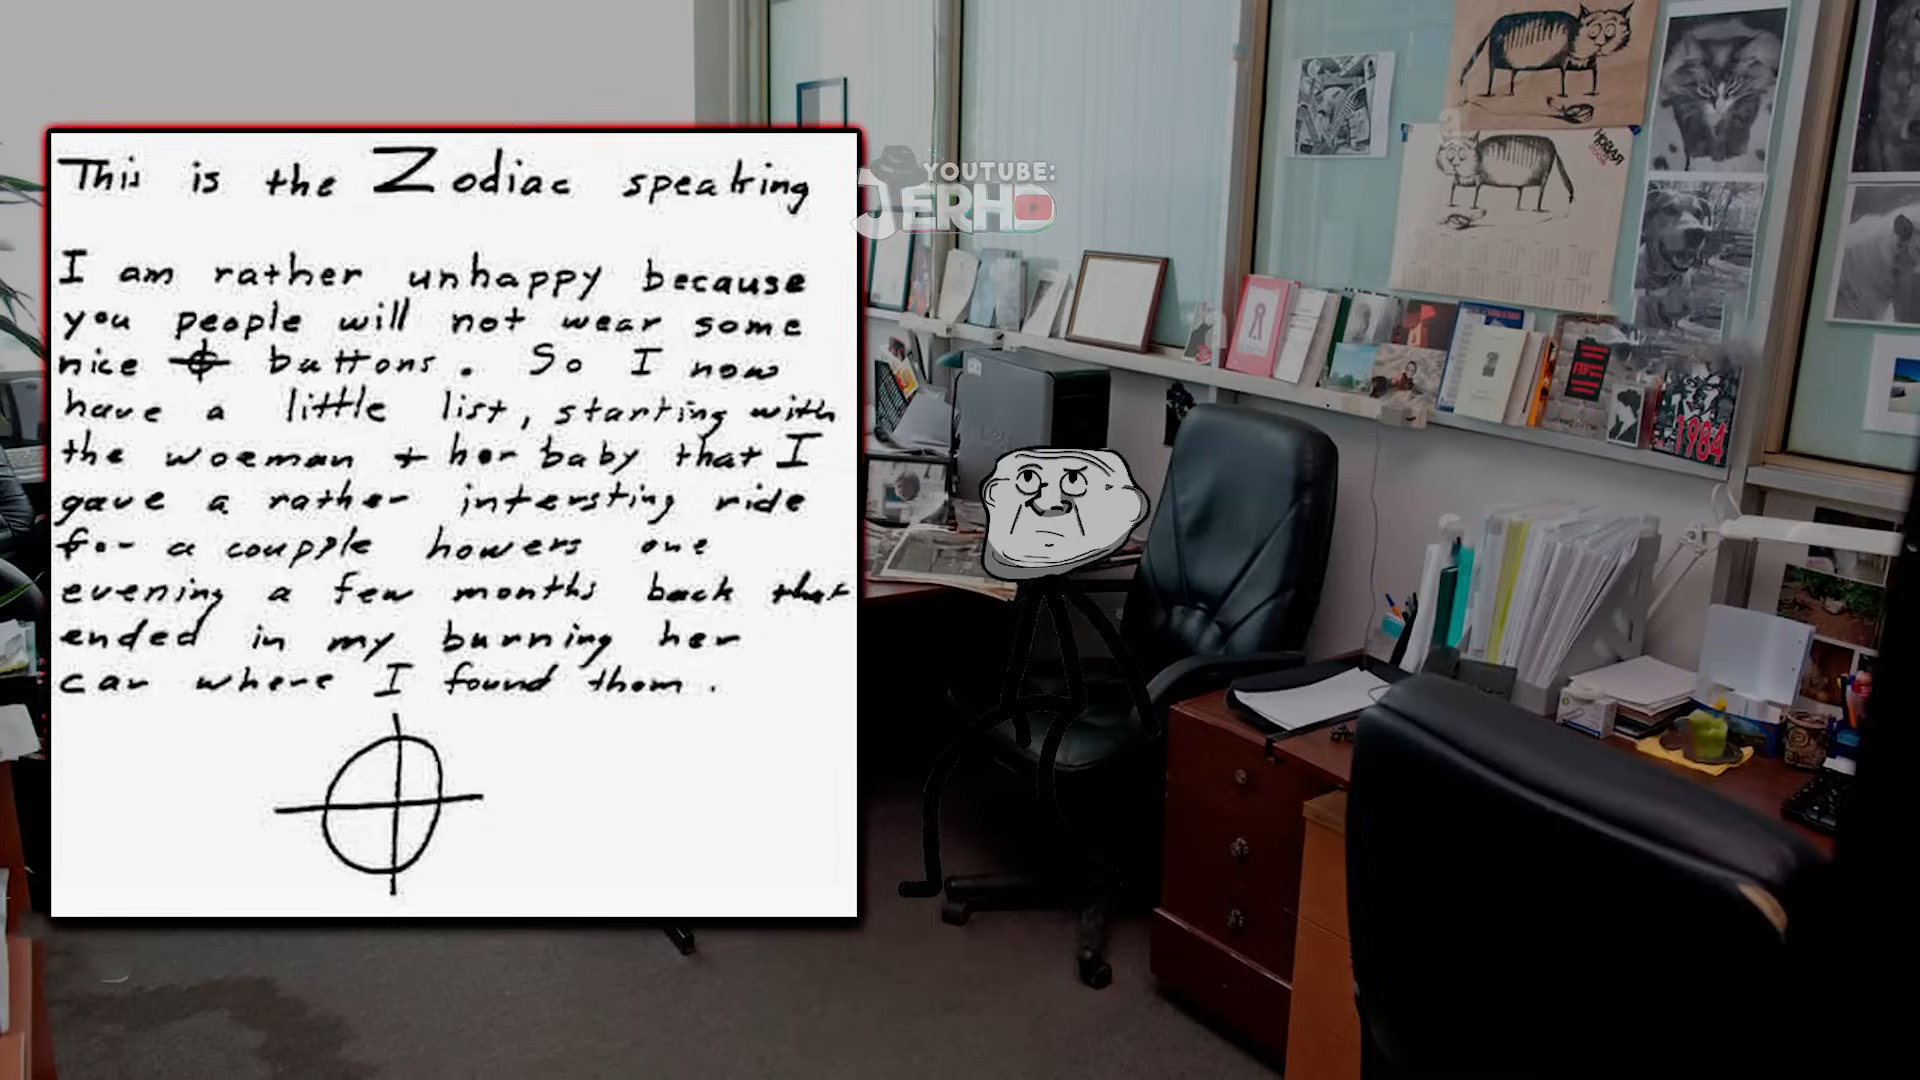 This is the Zodiac speaking
I am rather unhappy because
you people will not wear some
nice buttons. So I now
have a little list, starting with
the woeman + her baby that I
gave a rather intersting ride
for a coupple howers one
evening a few months back that
ended in my burning her
car where I found them.
YOUTUBE:
JERHD
НОВАЯ
1984